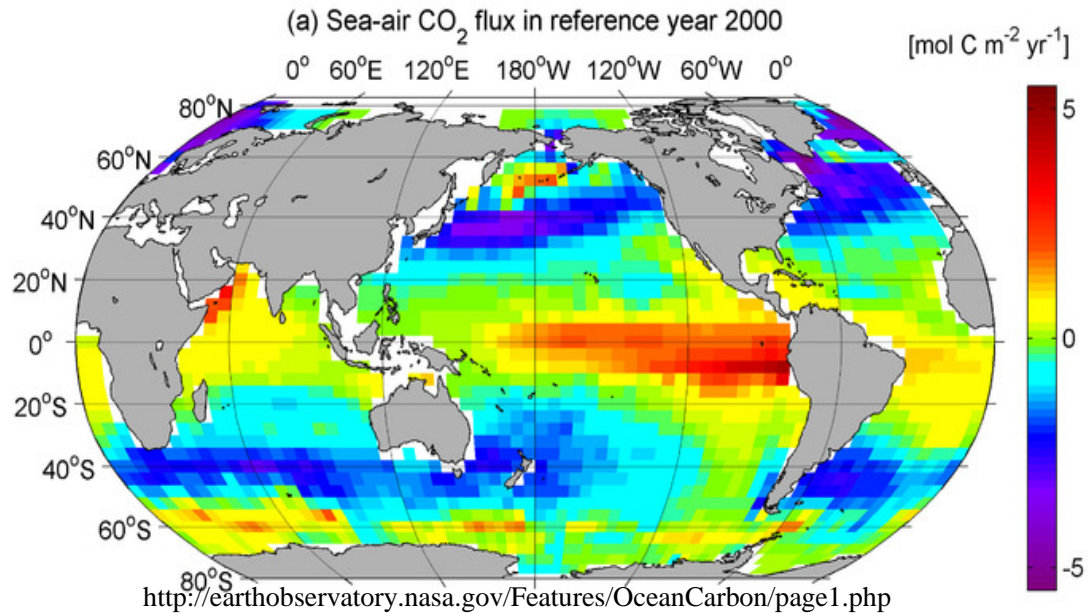 (a) Sea-air CO₂ flux in reference year 2000
[mol C m⁻² yr⁻¹]
0° 60°E 120°E 180°W 120°W 60°W 0°
80°N
60°N
40°N
20°N
0°
20°S
40°S
60°S
80°S
5
0
-5
http://earthobservatory.nasa.gov/Features/OceanCarbon/page1.php